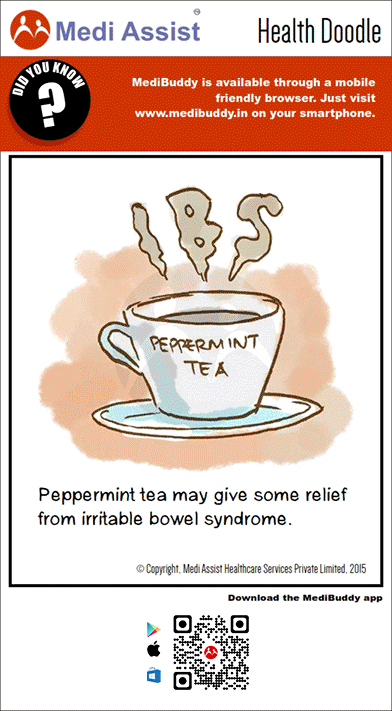 Medi Assist
Health Doodle
DID YOU KNOW
?
MediBuddy is available through a mobile
friendly browser. Just visit
www.medibuddy.in on your smartphone.
IBS
PEPPERMINT
TEA
Peppermint tea may give some relief
from irritable bowel syndrome.
© Copyright, Medi Assist Healthcare Services Private Limited, 2015
Download the MediBuddy app